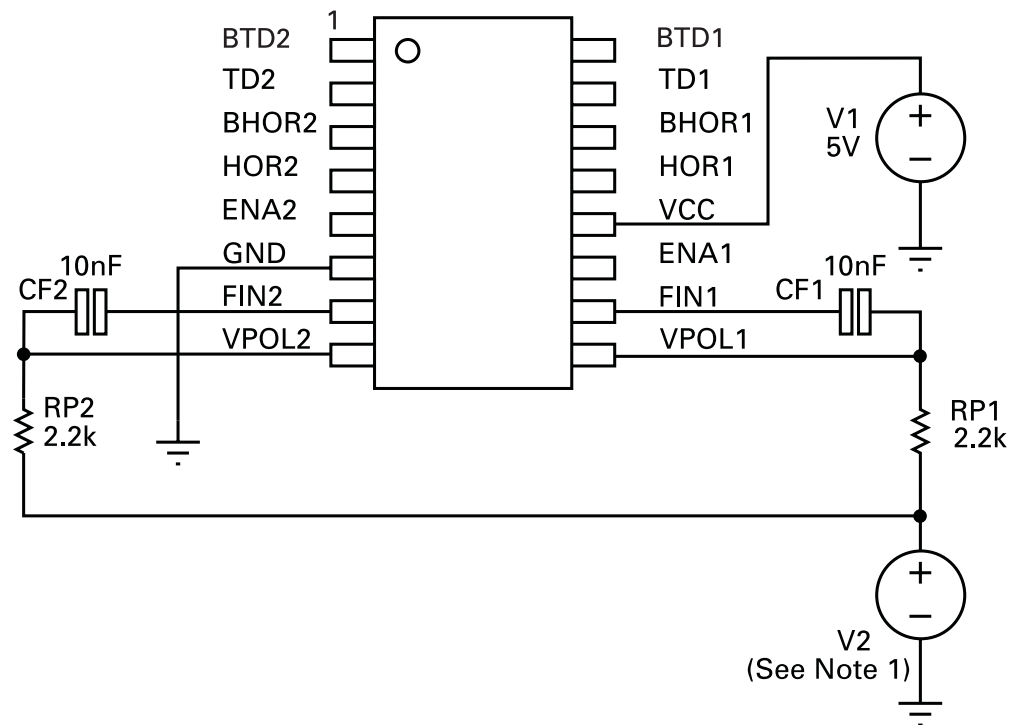 1
BTD2
BTD1
TD2
TD1
BHOR2
BHOR1
HOR2
HOR1
ENA2
VCC
GND
ENA1
FIN2
FIN1
VPOL2
VPOL1
V1
5V
10nF
CF2
10nF
CF1
RP2
2.2k
RP1
2.2k
V2
(See Note 1)